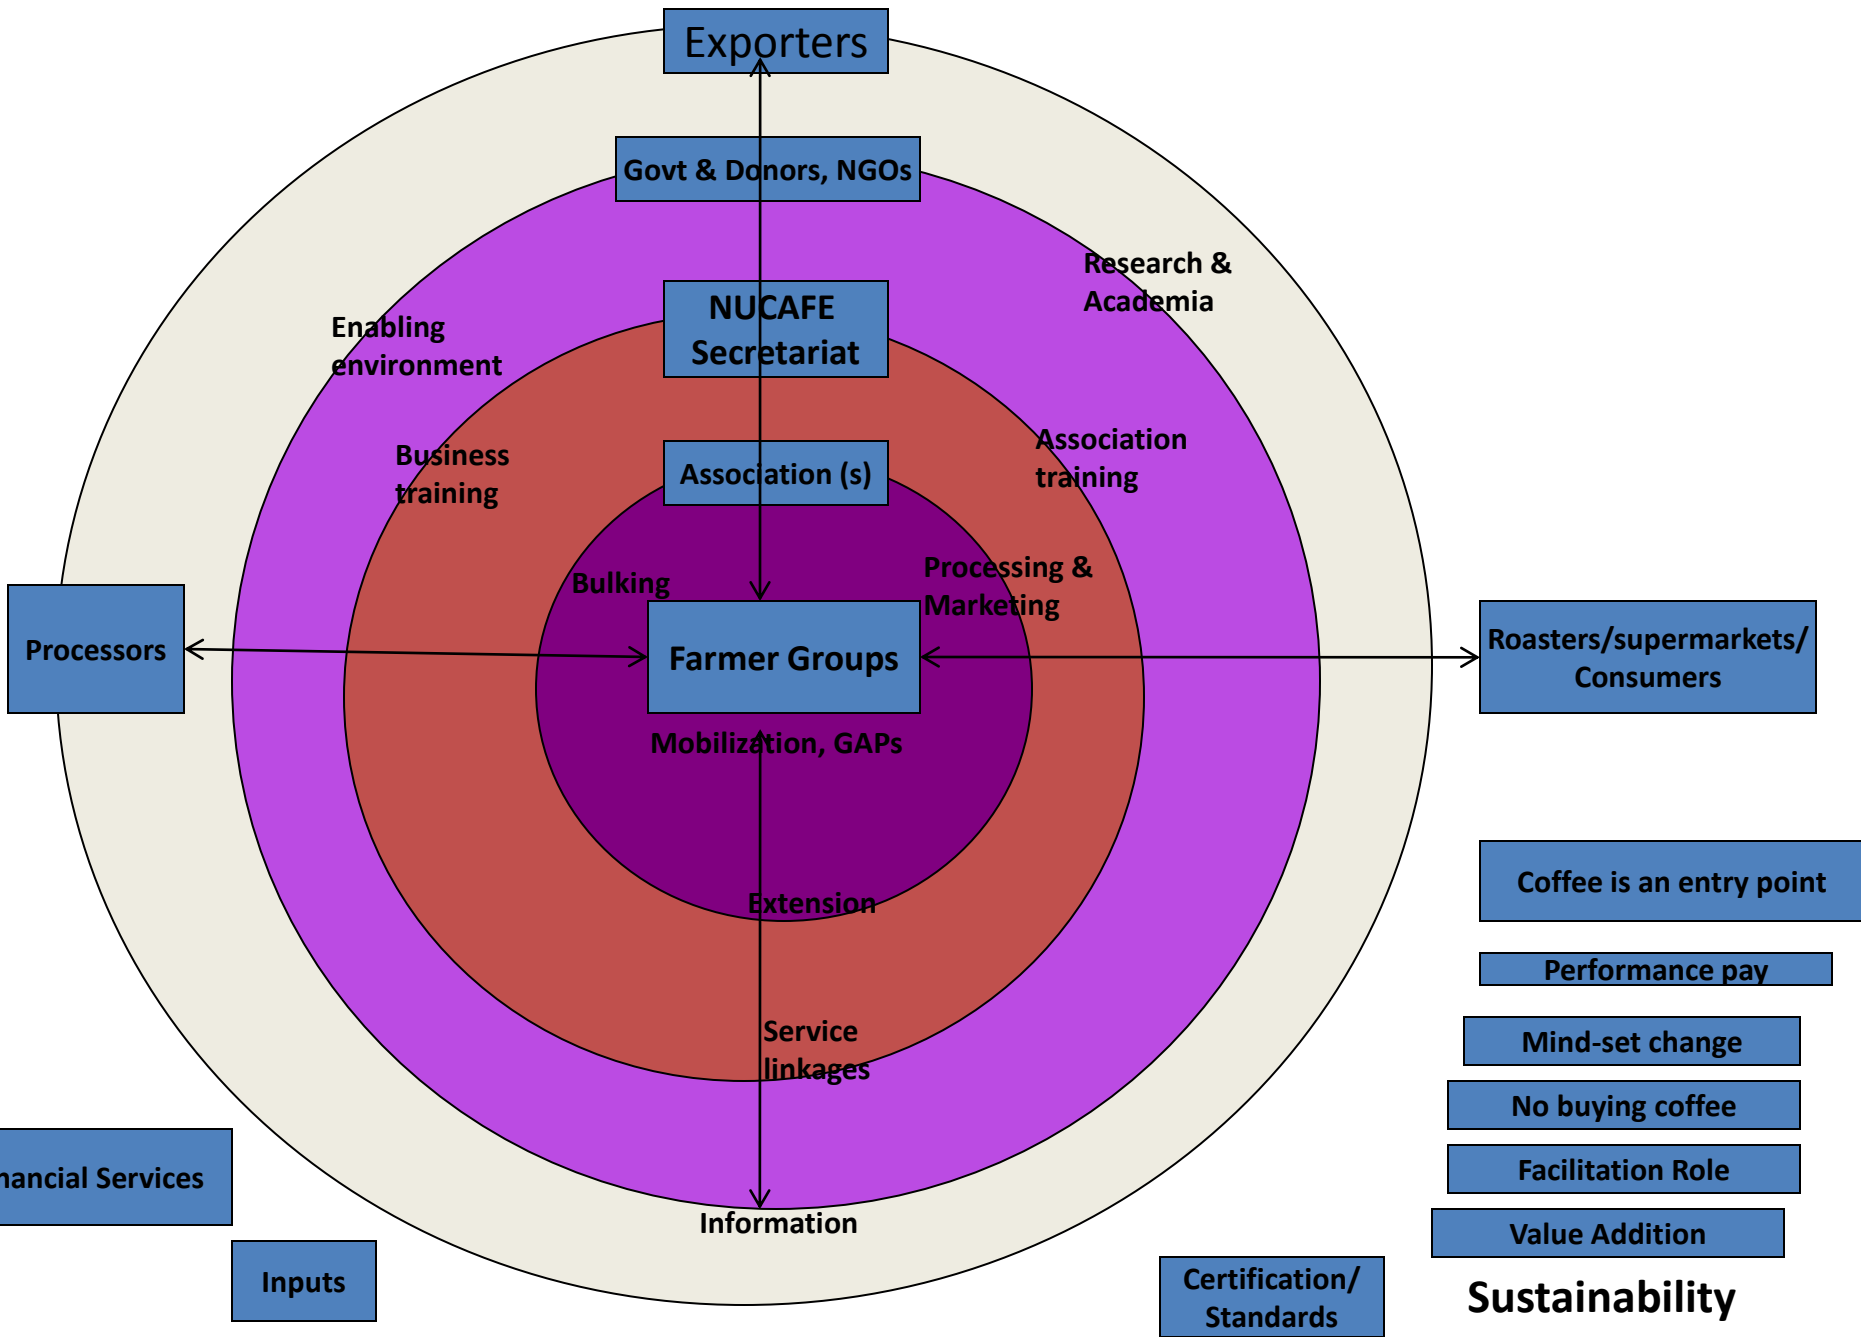 Exporters
Govt & Donors, NGOs
Research &
Academia
NUCAFE
Secretariat
Enabling
environment
Association
training
Business
training
Association (s)
Processing &
Marketing
Bulking
Processors
Farmer Groups
Roasters/supermarkets/
Consumers
Mobilization, GAPs
Extension
Coffee is an entry point
Performance pay
Service
linkages
Mind-set change
No buying coffee
Services
Facilitation Role
Information
Value Addition
Inputs
Certification/
Standards
Sustainability